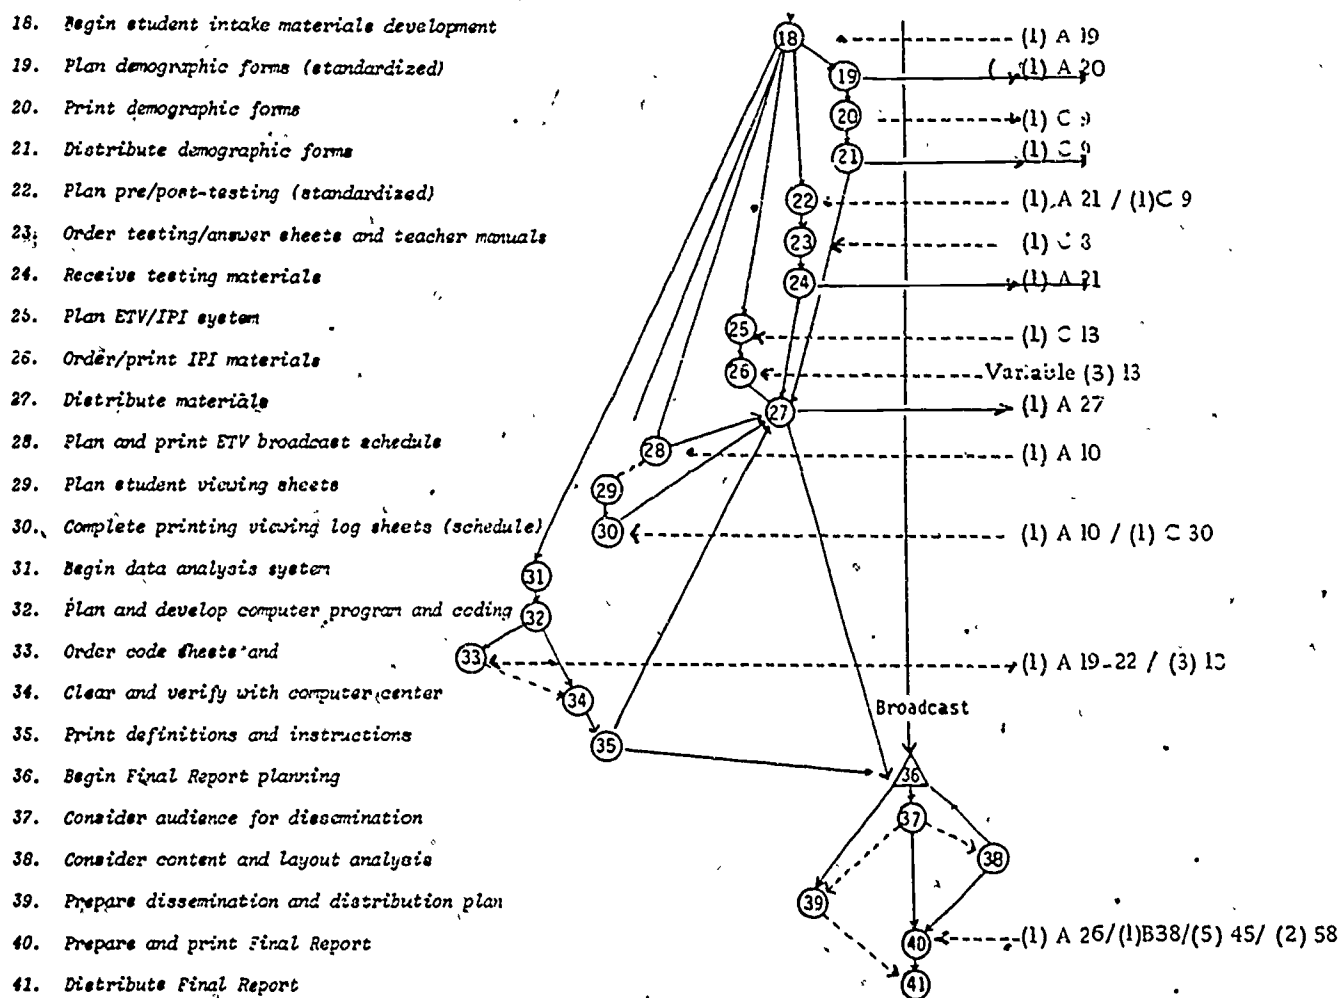 18. Begin student intake materials development
18
(1) A 19
19. Plan demographic forms (standardized)
19
(1) A 20
20. Print demographic forms
20
(1) C 9
21. Distribute demographic forms
21
(1) C 9
22. Plan pre/post-testing (standardized)
22
(1) A 21 / (1) C 9
23. Order testing/answer sheets and teacher manuals
23
24. Receive testing materials
24
(1) A 21
25. Plan ETV/IPI system
25
(1) C 13
26. Order/print IPI materials
26
Variable (3) 13
27. Distribute materials
27
(1) A 27
28. Plan and print ETV broadcast schedule
28
(1) A 10
29. Plan student viewing sheets
29
30. Complete printing viewing log sheets (schedule)
30
(1) A 10 / (1) C 30
31. Begin data analysis system
31
32. Plan and develop computer program and coding
32
33. Order code sheets and
33
(1) A 19-22 / (3)
34. Clear and verify with computer center
34
Broadcast
35. Print definitions and instructions
35
36. Begin Final Report planning
36
37. Consider audience for dissemination
37
38. Consider content and layout analysis
38
39. Prepare dissemination and distribution plan
39
40. Prepare and print Final Report
40
(1) A 26/(1)B38/(5) 45/ (2) 58
41. Distribute Final Report
41